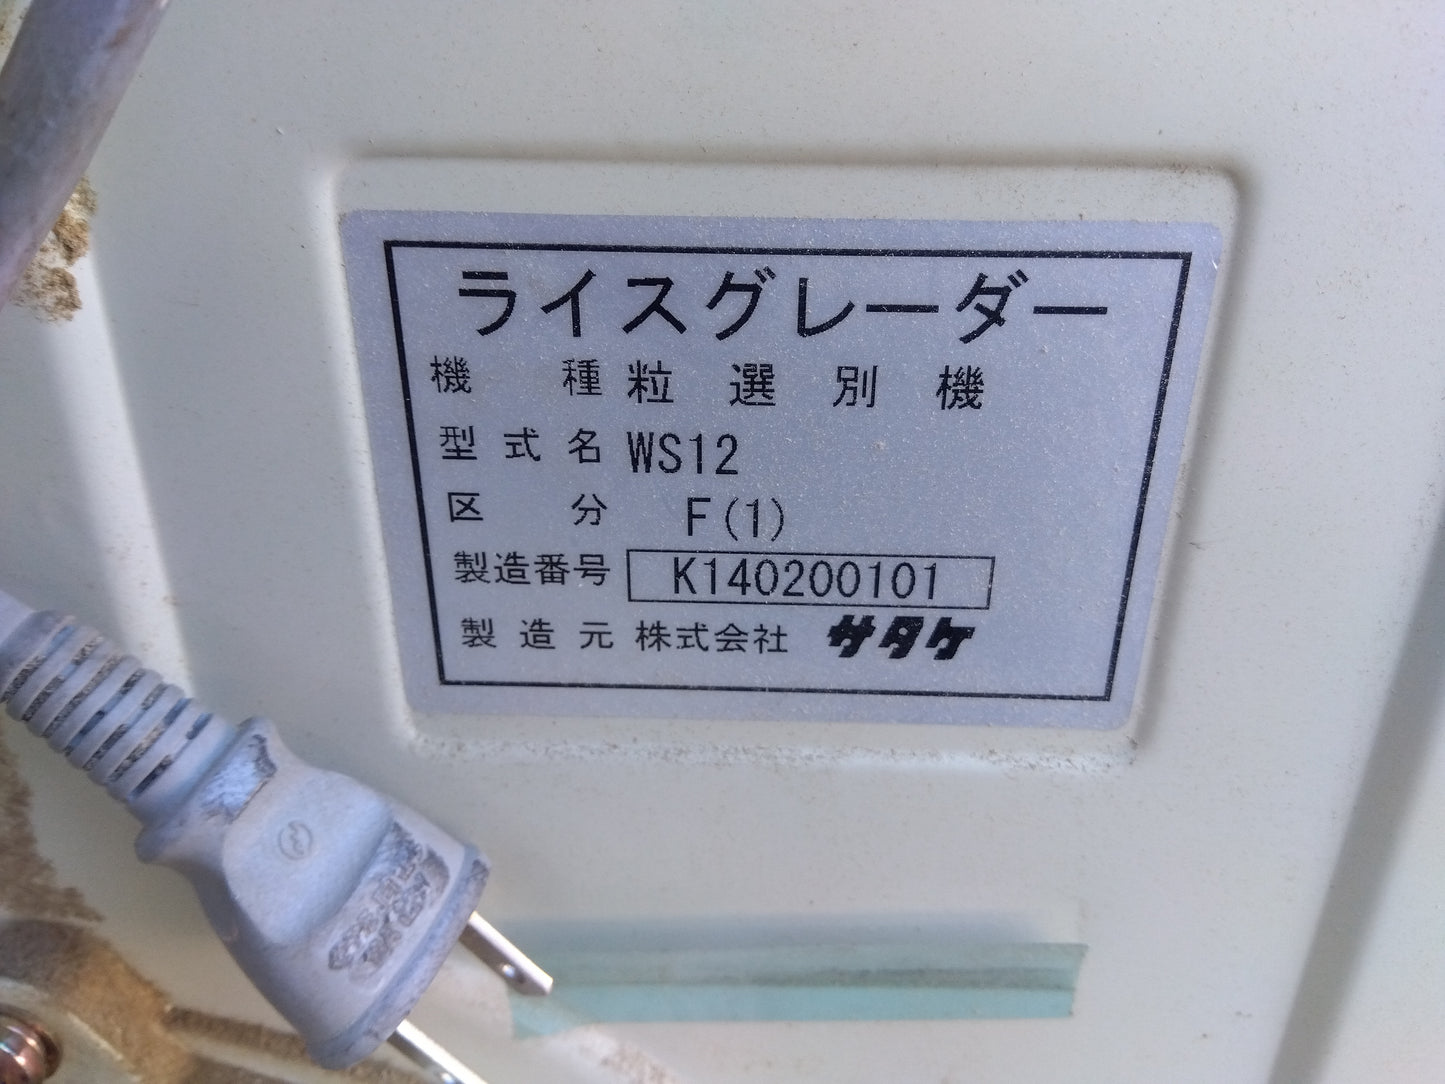 ライスグレーダー
機種 粒選別機
型式名 WS12
区分 F(1)
製造番号 K140200101
製造元 株式会社 サタケ